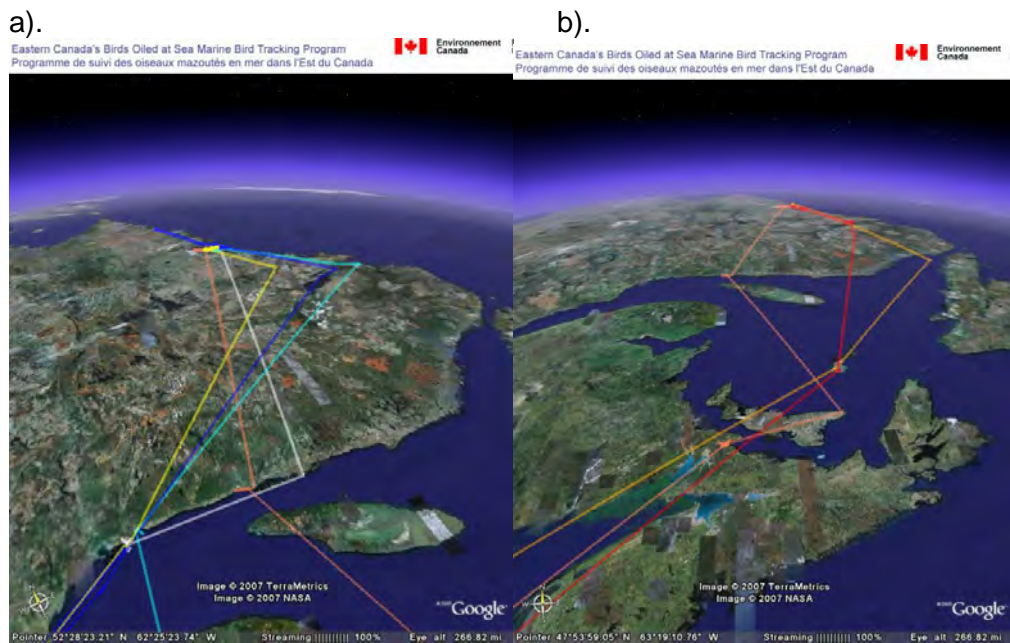 a).
Eastern Canada's Birds Oiled at Sea Marine Bird Tracking Program
Programme de suivi des oiseaux mazoutés en mer dans l'Est du Canada
Environnement
Canada
Image © 2007 TerraMetrics
Image © 2007 NASA
Google
Pointer 52°28'23.21" N 62°25'23.74" W Streaming |||||||||| 100% Eye alt 266.82 mi
b).
Eastern Canada's Birds Oiled at Sea Marine Bird Tracking Program
Programme de suivi des oiseaux mazoutés en mer dans l'Est du Canada
Environnement
Canada
Image © 2007 TerraMetrics
Image © 2007 NASA
Google
Pointer 47°53'59.05" N 63°19'10.76" W Streaming |||||||||| 100% Eye alt 266.82 mi